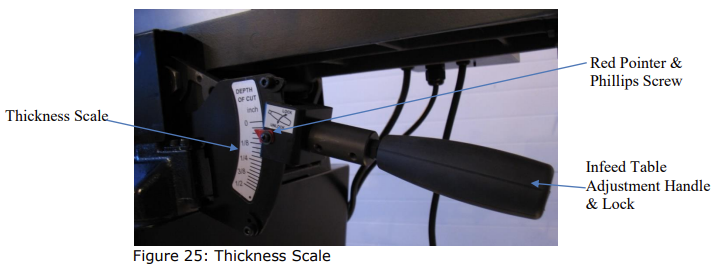 Thickness Scale
DEPTH
OF CUT
inch
0
1/8
1/4
3/8
1/2
LOCK
Red Pointer &
Phillips Screw
Infeed Table
Adjustment Handle
& Lock
Figure 25: Thickness Scale